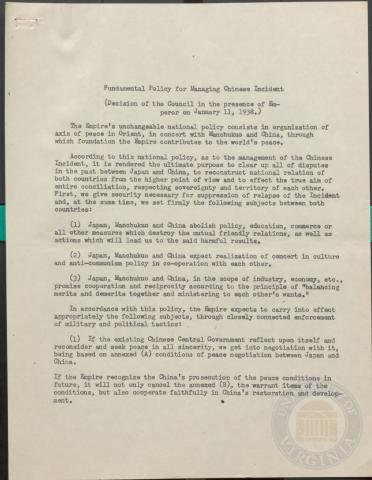 Fundamental Policy for Managing Chinese Incident
(Decision of the Council in the presence of Em-
peror on January 11, 1938.)
The Empire's unchangeable national policy consists in organization of
axis of peace in Orient, in concert with Manchukuo and China, through
which foundation the Empire contributes to the world's peace.
According to this national policy, as to the management of the Chinese
Incident, it is rendered the ultimate purpose to clear up all of disputes
in the past between Japan and China, to reconstruct national relation of
both countries from the higher point of view and to effect the true aim of
entire conciliation, respecting sovereignty and territory of each other.
First, we give security necessary for suppression of relapse of the Incident
and, at the same time, we set firmly the following subjects between both
countries:
(1) Japan, Manchukuo and China abolish policy, education, commerce or
all other measures which destroy the mutual friendly relations, as well as
actions which will lead us to the said harmful results.
(2) Japan, Manchukuo and China expect realization of concert in culture
and anti-communism policy in co-operation with each other.
(3) Japan, Manchukuo and China, in the scope of industry, economy, etc.,
promise cooperation and reciprocity according to the principle of "balancing
merits and demerits together and ministering to each other's wants."
In accordance with this policy, the Empire expects to carry into effect
appropriately the following subjects, through closely connected enforcement
of military and political tactics:
(1) If the existing Chinese Central Government reflect upon itself and
reconsider and seek peace in all sincerity, we get into negotiation with it,
being based on annexed (A) conditions of peace negotiation between Japan and
China.
If the Empire recognize the China's prosecution of the peace conditions in
future, it will not only cancel the annexed (B), the warrant items of the
conditions, but also cooperate faithfully in China's restoration and develop-
ment.
UNIVERSITY
VIRGINIA